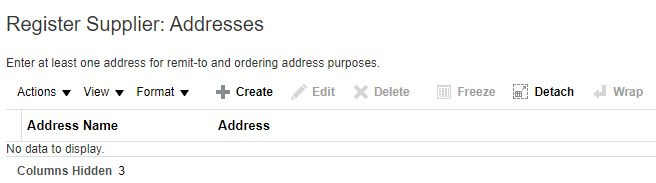 Register Supplier: Addresses
Enter at least one address for remit-to and ordering address purposes.
Actions View Format Create Edit Delete Freeze Detach Wrap
Address Name Address
No data to display.
Columns Hidden 3